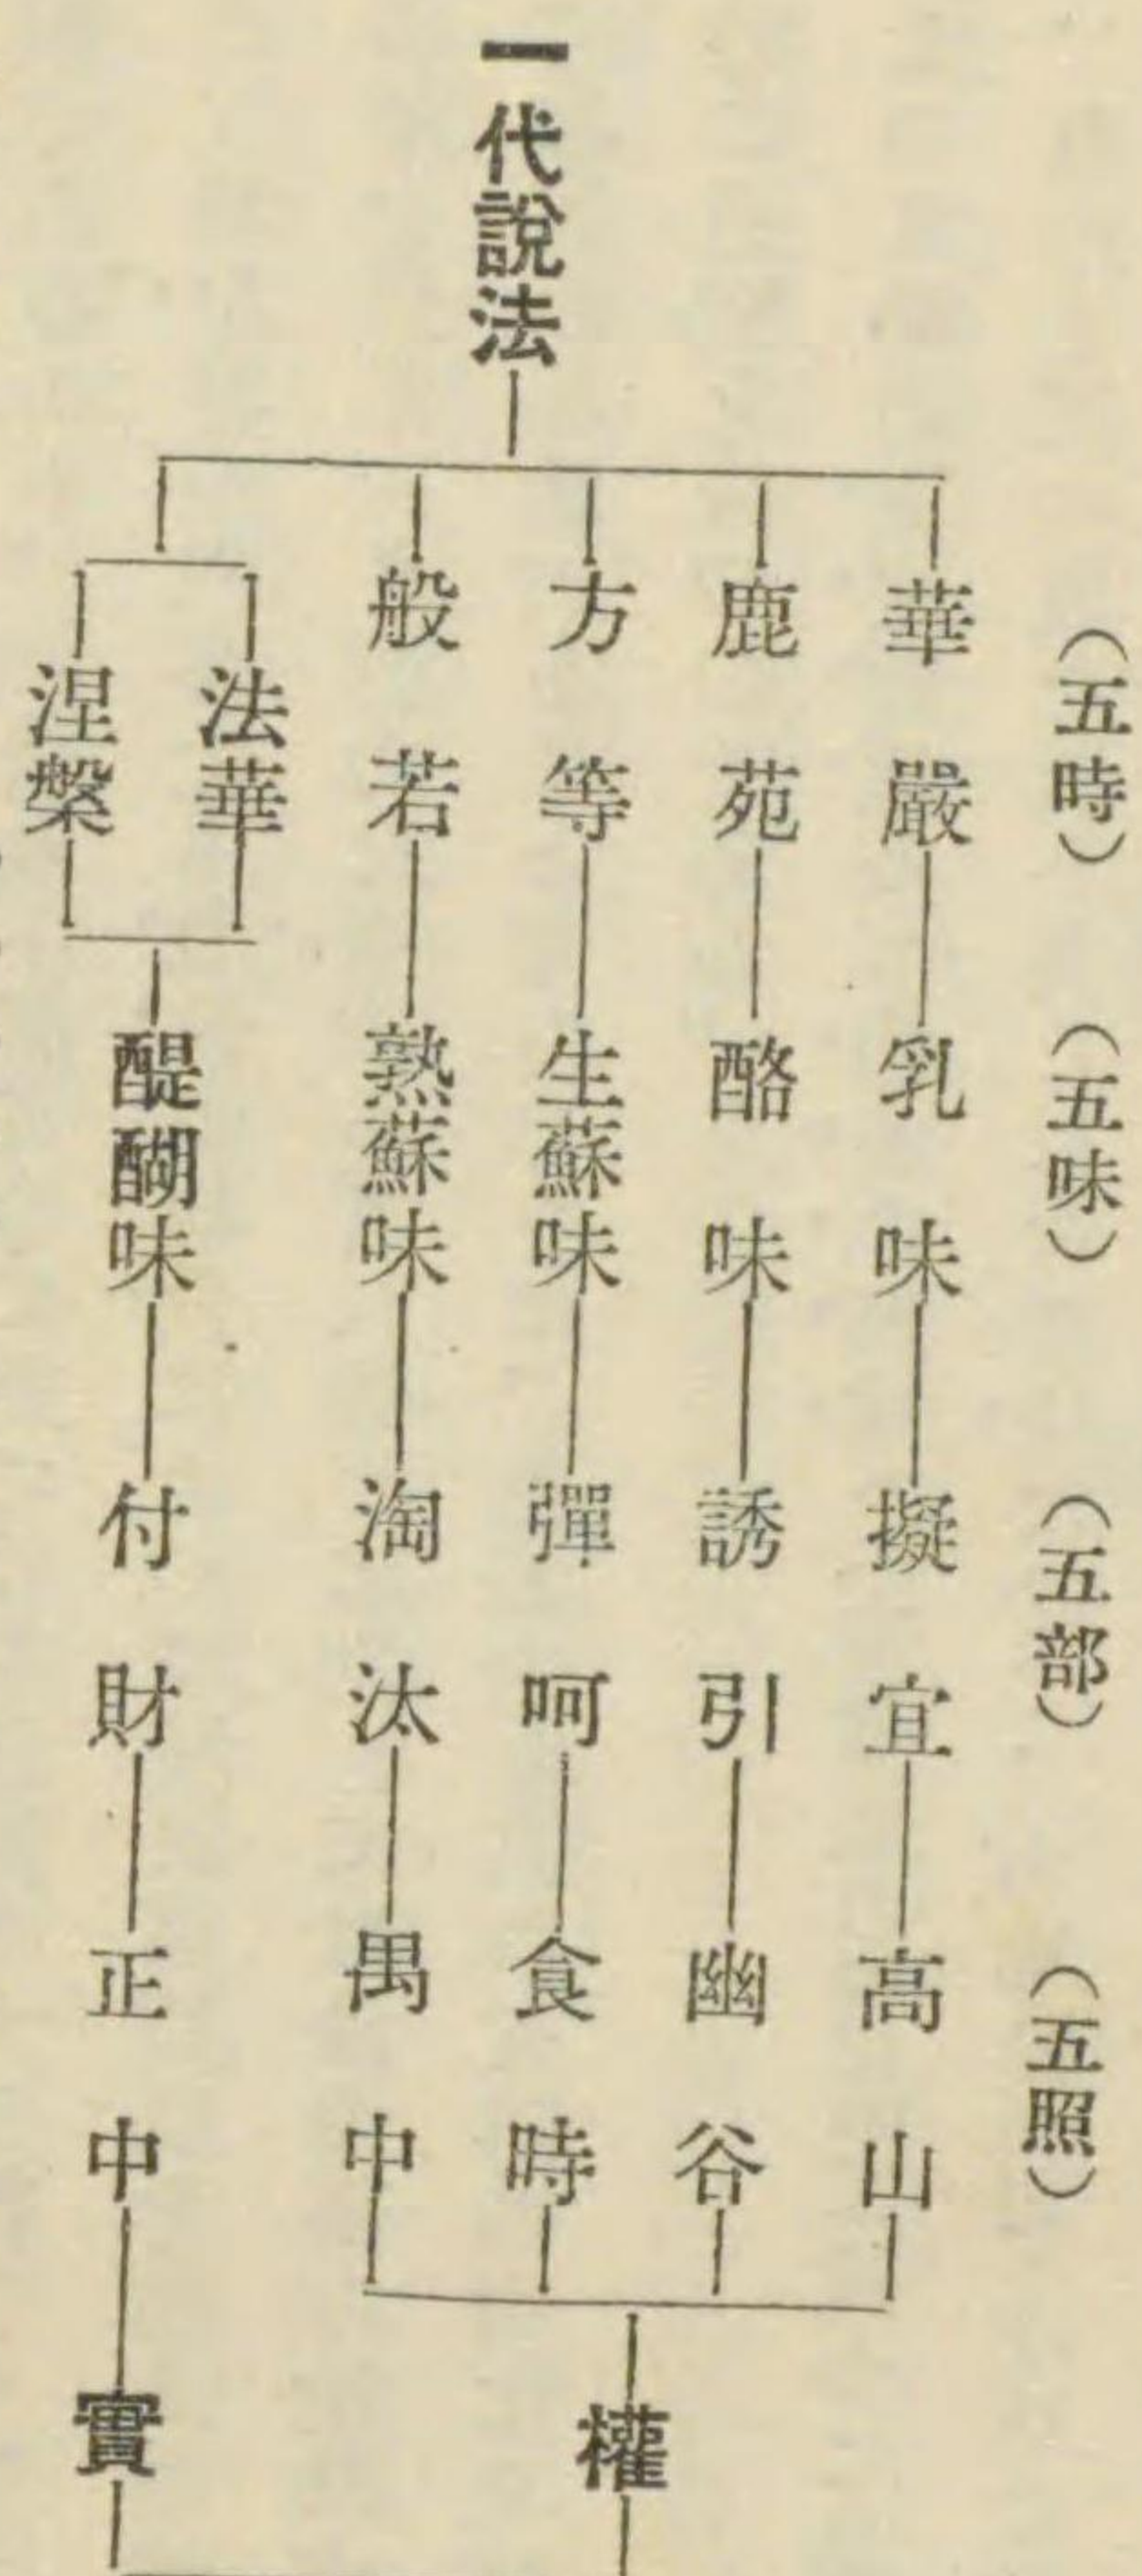 (五時)
(五味)
(五部)
(五照)
一代說法
華嚴
乳味
擬宜
高山
鹿苑
酪味
誘引
幽谷
方等
生蘇味
彈呵
食時
般若
熟蘇味
淘汰
禺中
權
法華
涅槃
醍醐味
付財
正中
實